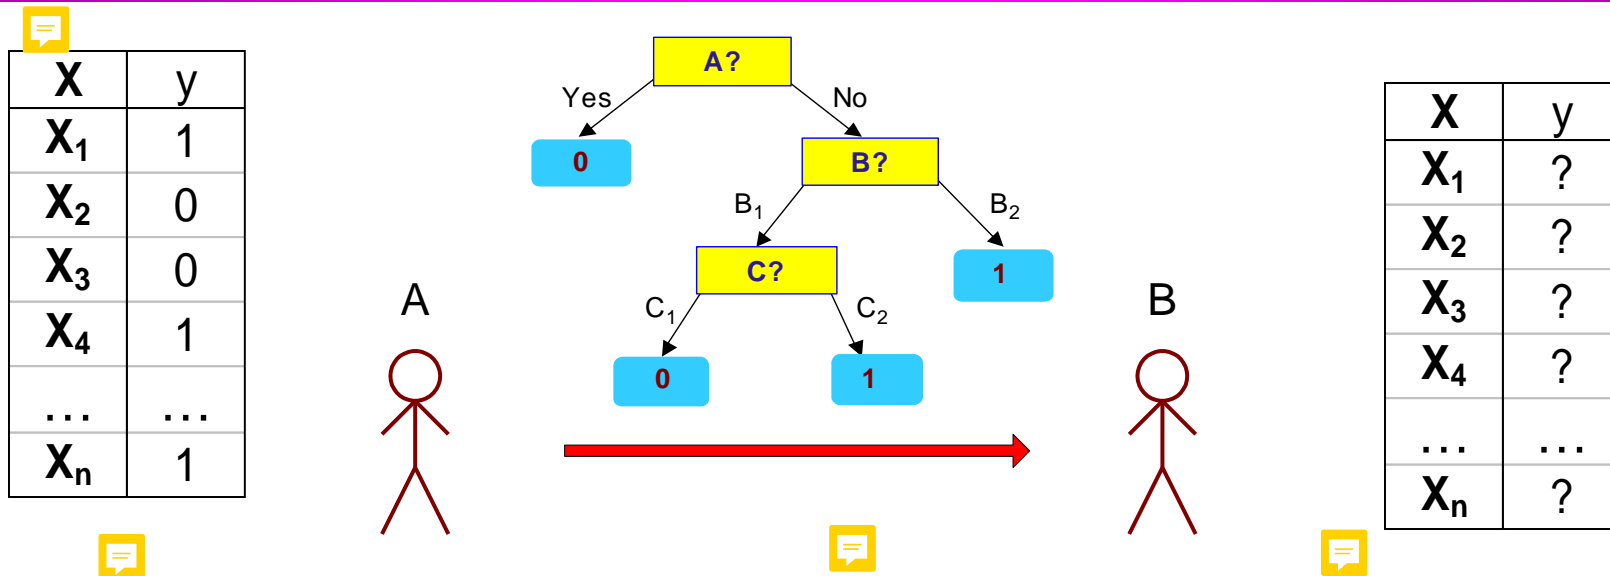 X y
X₁ 1
X₂ 0
X₃ 0
X₄ 1
... ...
Xₙ 1
A
A?
Yes No
0
B?
B₁ B₂
C?
1
C₁ C₂
0 1
B
X y
X₁ ?
X₂ ?
X₃ ?
X₄ ?
... ...
Xₙ ?